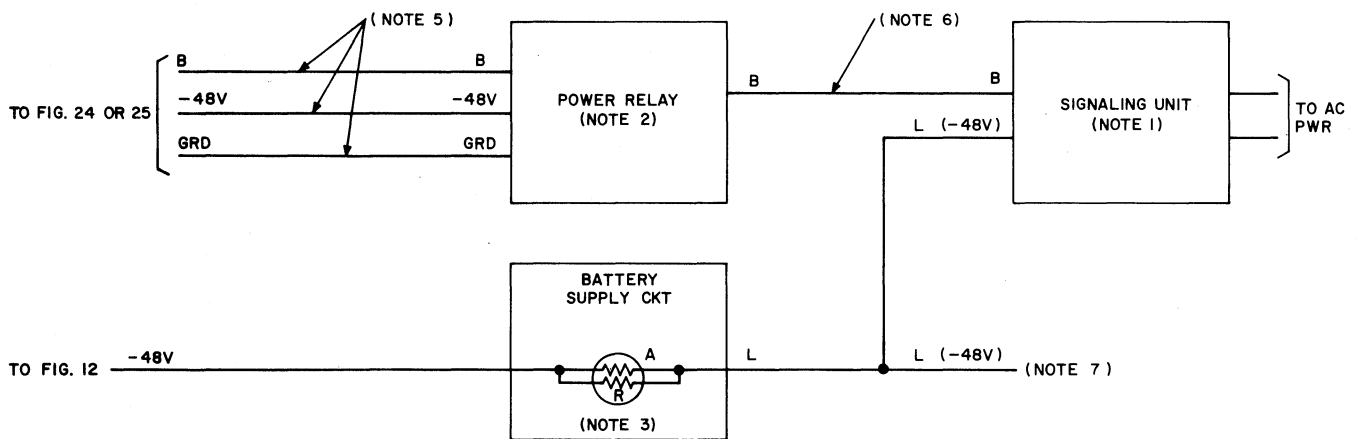 (NOTE 5)
(NOTE 6)
TO FIG. 24 OR 25
B
B
-48V
-48V
GRD
GRD
POWER RELAY
(NOTE 2)
B
B
L (-48V)
SIGNALING UNIT
(NOTE 1)
TO AC
PWR
BATTERY
SUPPLY CKT
TO FIG. 12
-48V
A
R
(NOTE 3)
L
L (-48V)
(NOTE 7)